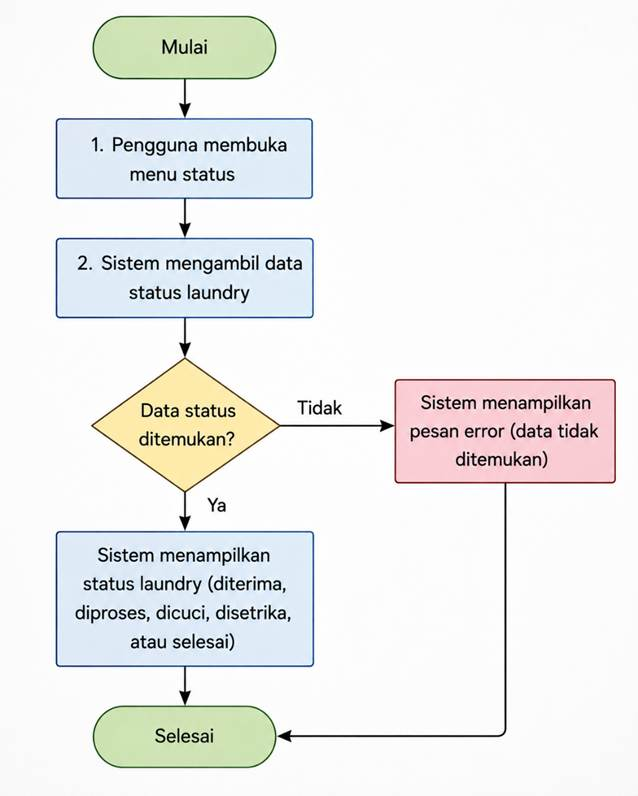 Mulai
1. Pengguna membuka
menu status
2. Sistem mengambil data
status laundry
Data status
ditemukan?
Tidak
Sistem menampilkan
pesan error (data tidak
ditemukan)
Ya
Sistem menampilkan
status laundry (diterima,
diproses, dicuci, disetrika,
atau selesai)
Selesai